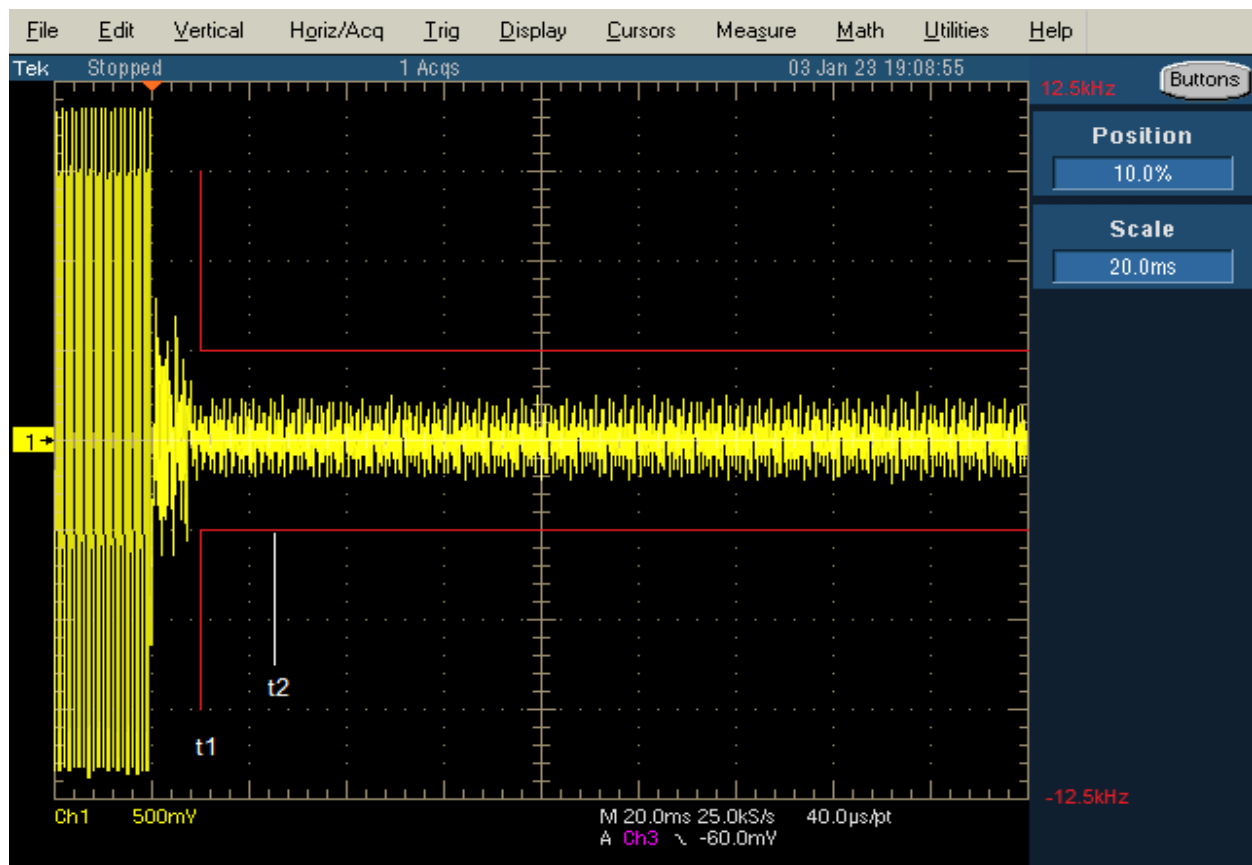 File Edit Vertical Horiz/Acq Trig Display Cursors Measure Math Utilities Help
Tek Stopped 1 Acqs 03 Jan 23 19:08:55
Buttons
12.5kHz
Position
10.0%
Scale
20.0ms
1
t2
t1
-12.5kHz
Ch1 500mV M 20.0ms 25.0kS/s 40.0µs/pt
A Ch3 -60.0mV